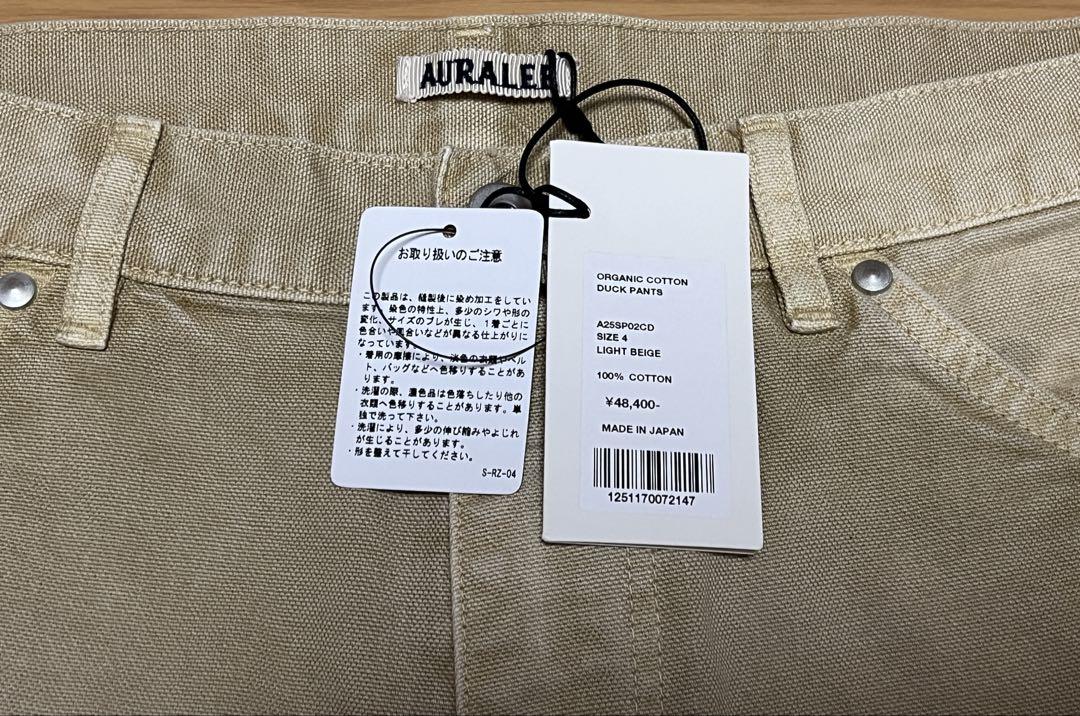 AURALEE
お取り扱いのご注意
この製品は、縫製後に染め加工をしてい
ます。染色の特性上、多少のシワや形の
変化、サイズのブレが生じ、1着ごとに
色合いや風合いなどが異なる仕上がりに
なっています。
・着用の摩擦により、淡色の衣類やベル
ト、バッグなどへ色移りすることがあ
ります。
・洗濯の際、濃色品は色落ちしたり他の
衣類へ色移りすることがあります。単
独で洗って下さい。
・洗濯により、多少の伸び縮みやよじれ
が生じることがあります。
・形を整えて干してください。
S-RZ-04
ORGANIC COTTON
DUCK PANTS
A25SP02CD
SIZE 4
LIGHT BEIGE
100% COTTON
￥48,400-
MADE IN JAPAN
1251170072147